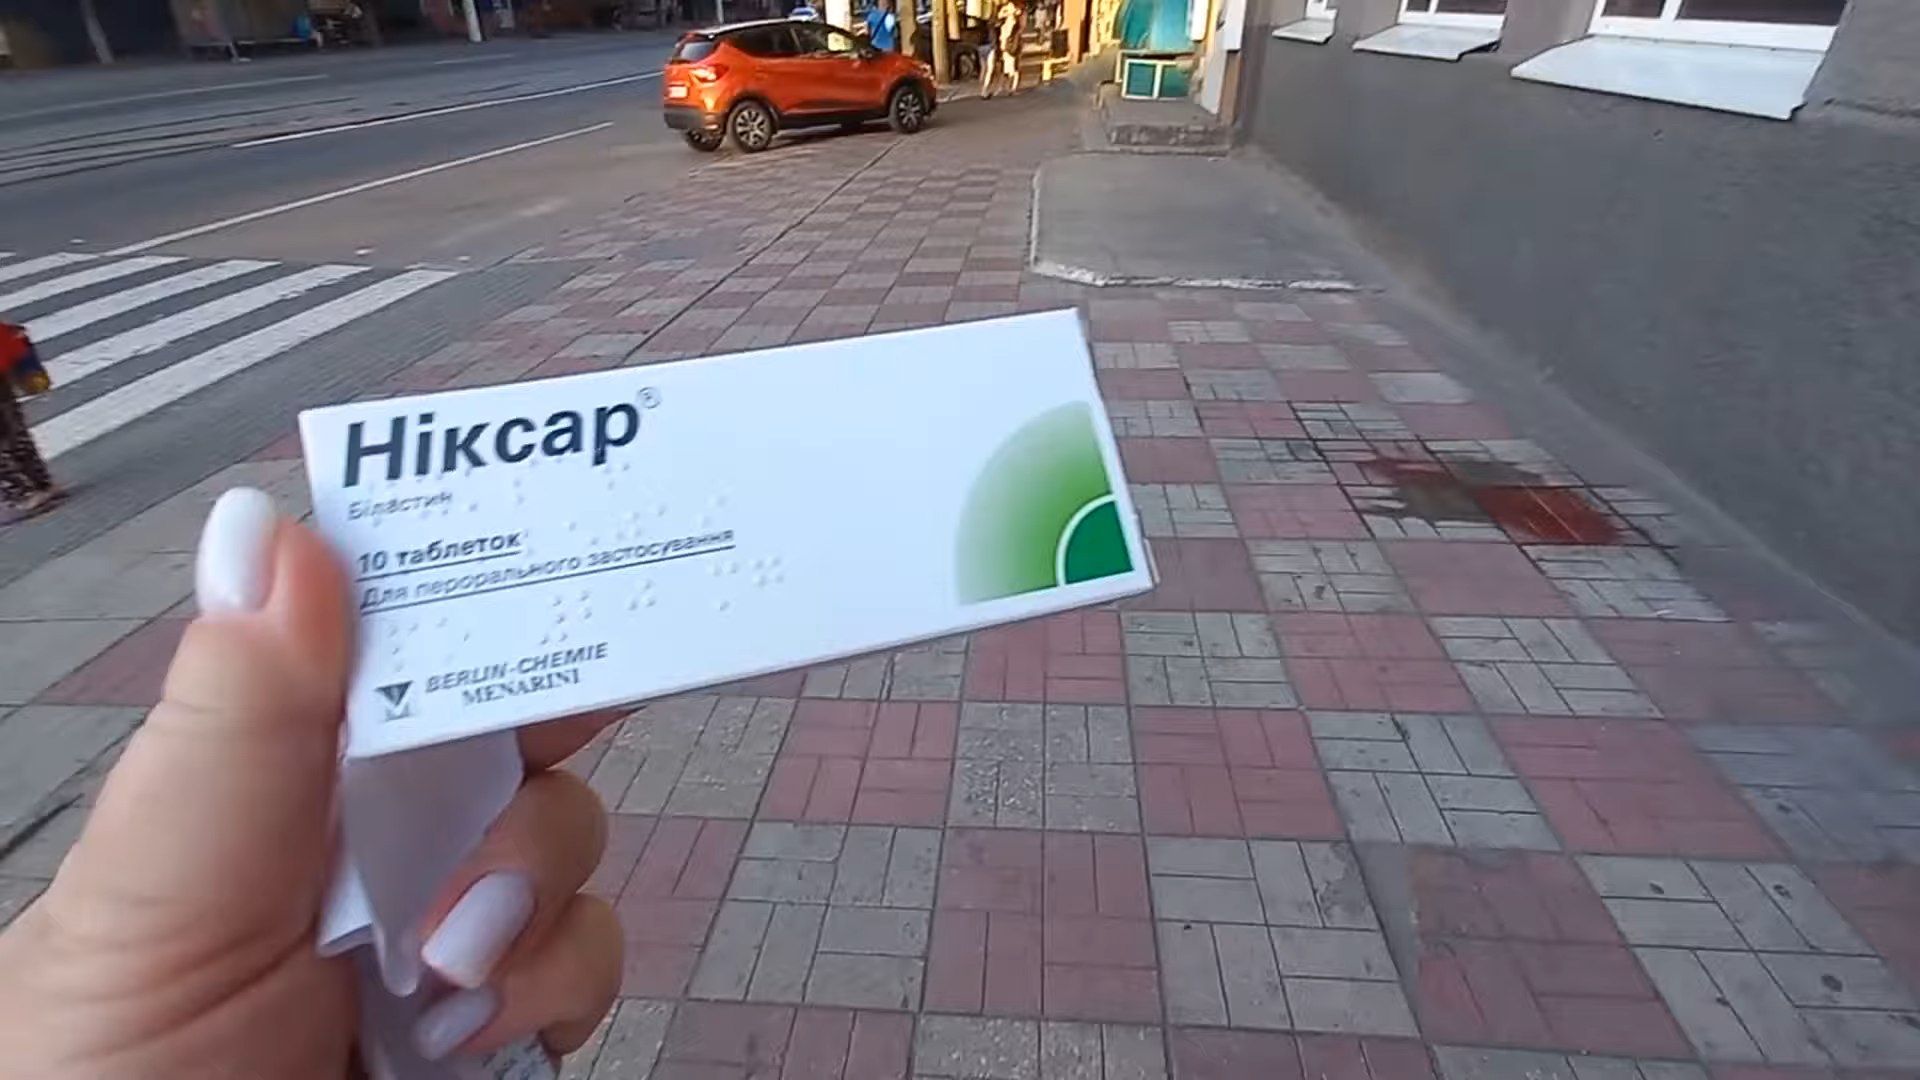 Ніксар®
Біластин
10 таблеток
Для перорального застосування
BERLIN-CHEMIE
MENARINI